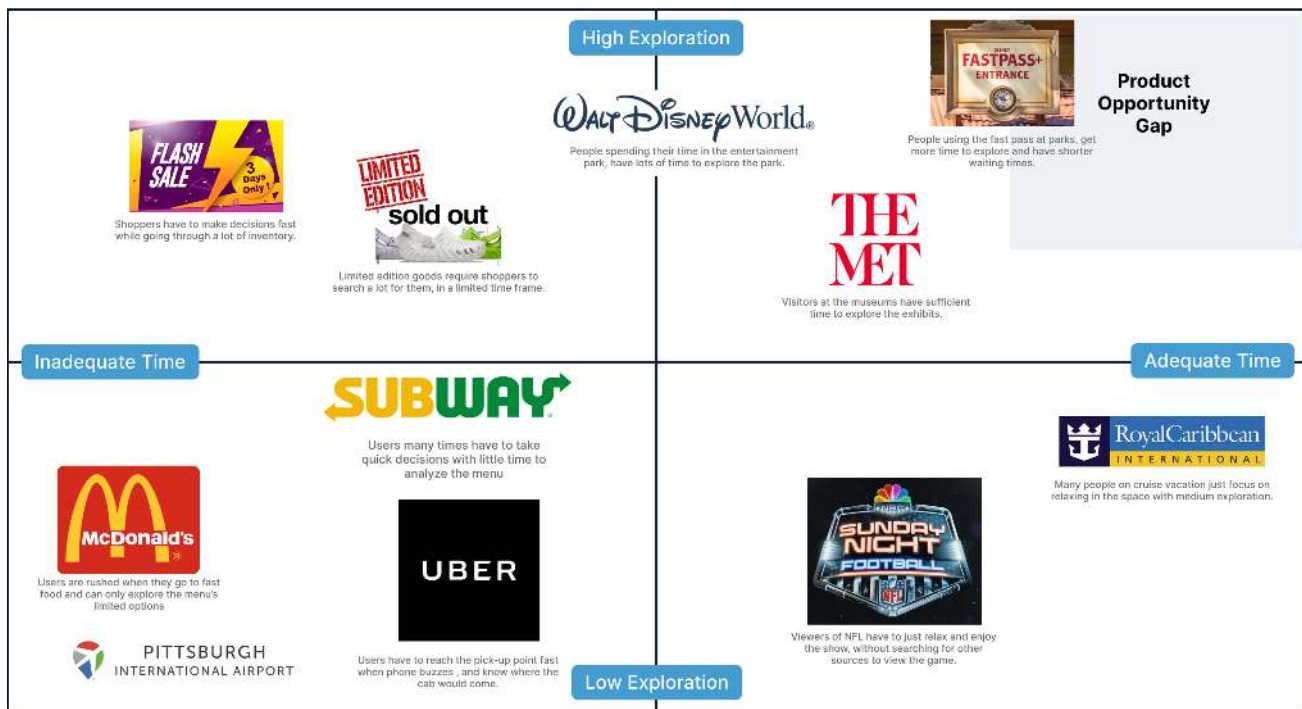 High Exploration
FASTPASS+
ENTRANCE
Product
Opportunity
Gap
WALT DISNEY World®
People spending their time in the entertainment
park, have lots of time to explore the park.
People using the fast pass at parks, get
more time to explore and have shorter
waiting times.
FLASH
SALE
3
Days
Only !
Shoppers have to make decisions fast
while going through a lot of inventory.
LIMITED
EDITION
sold out
Limited edition goods require shoppers to
search a lot for them, in a limited time frame.
THE
MET
Visitors at the museums have sufficient
time to explore the exhibits.
Inadequate Time
Adequate Time
SUBWAY®
Users many times have to take
quick decisions with little time to
analyze the menu
RoyalCaribbean
INTERNATIONAL
Many people on cruise vacation just focus on
relaxing in the space with medium exploration.
McDonald's
®
Users are rushed when they go to fast
food and can only explore the menu's
limited options
UBER
NBC
SUNDAY
NIGHT
FOOTBALL
NFL
Viewers of NFL have to just relax and enjoy
the show, without searching for other
sources to view the game.
PITTSBURGH
INTERNATIONAL AIRPORT
Users have to reach the pick-up point fast
when phone buzzes , and know where the
cab would come.
Low Exploration